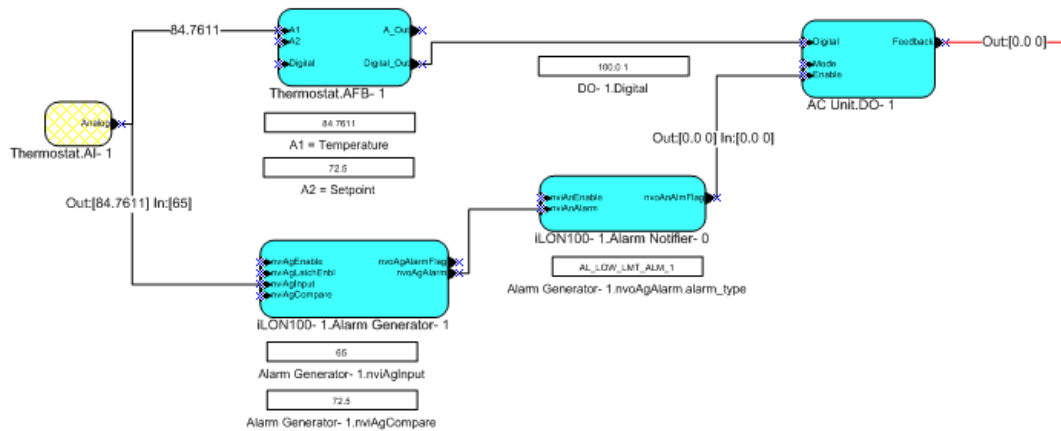 84.7611
A1
A2
Digital
A_Out
Digital_Out
Thermostat.AFB- 1
84.7611
A1 = Temperature
72.5
A2 = Setpoint
100.0 1
DO- 1.Digital
Digital
Mode
Enable
Feedback
AC Unit.DO- 1
Out:[0.0 0]
Analog
Thermostat.AI- 1
Out:[84.7611] In:[65]
Out:[0.0 0] In:[0.0 0]
nviAnEnable
nviAnAlarm
nvoAnAlmFlag
iLON100- 1.Alarm Notifier- 0
AL_LOW_LMT_ALM_1
Alarm Generator- 1.nvoAgAlarm.alarm_type
nviAgEnable
nviAgLatchEnbl
nviAgInput
nviAgCompare
nvoAgAlarmFlag
nvoAgAlarm
iLON100- 1.Alarm Generator- 1
65
Alarm Generator- 1.nviAgInput
72.5
Alarm Generator- 1.nviAgCompare